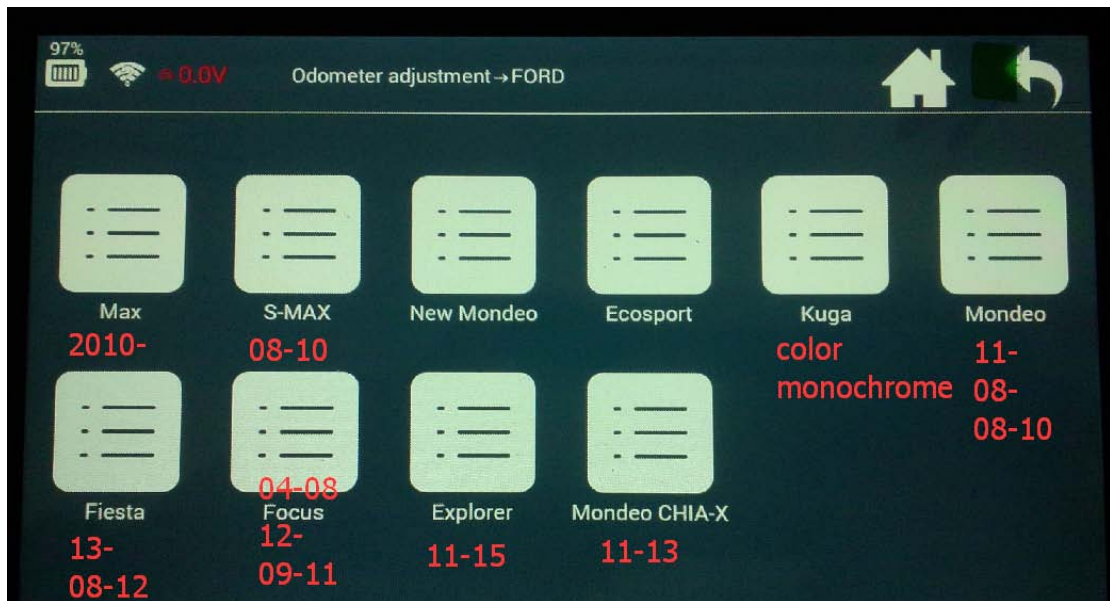 97%
= 0.0V
Odometer adjustment→FORD
Max
S-MAX
New Mondeo
Ecosport
Kuga
Mondeo
2010-
08-10
color
monochrome
11-
08-
08-10
Fiesta
04-08
Focus
Explorer
Mondeo CHIA-X
13-
08-12
12-
09-11
11-15
11-13